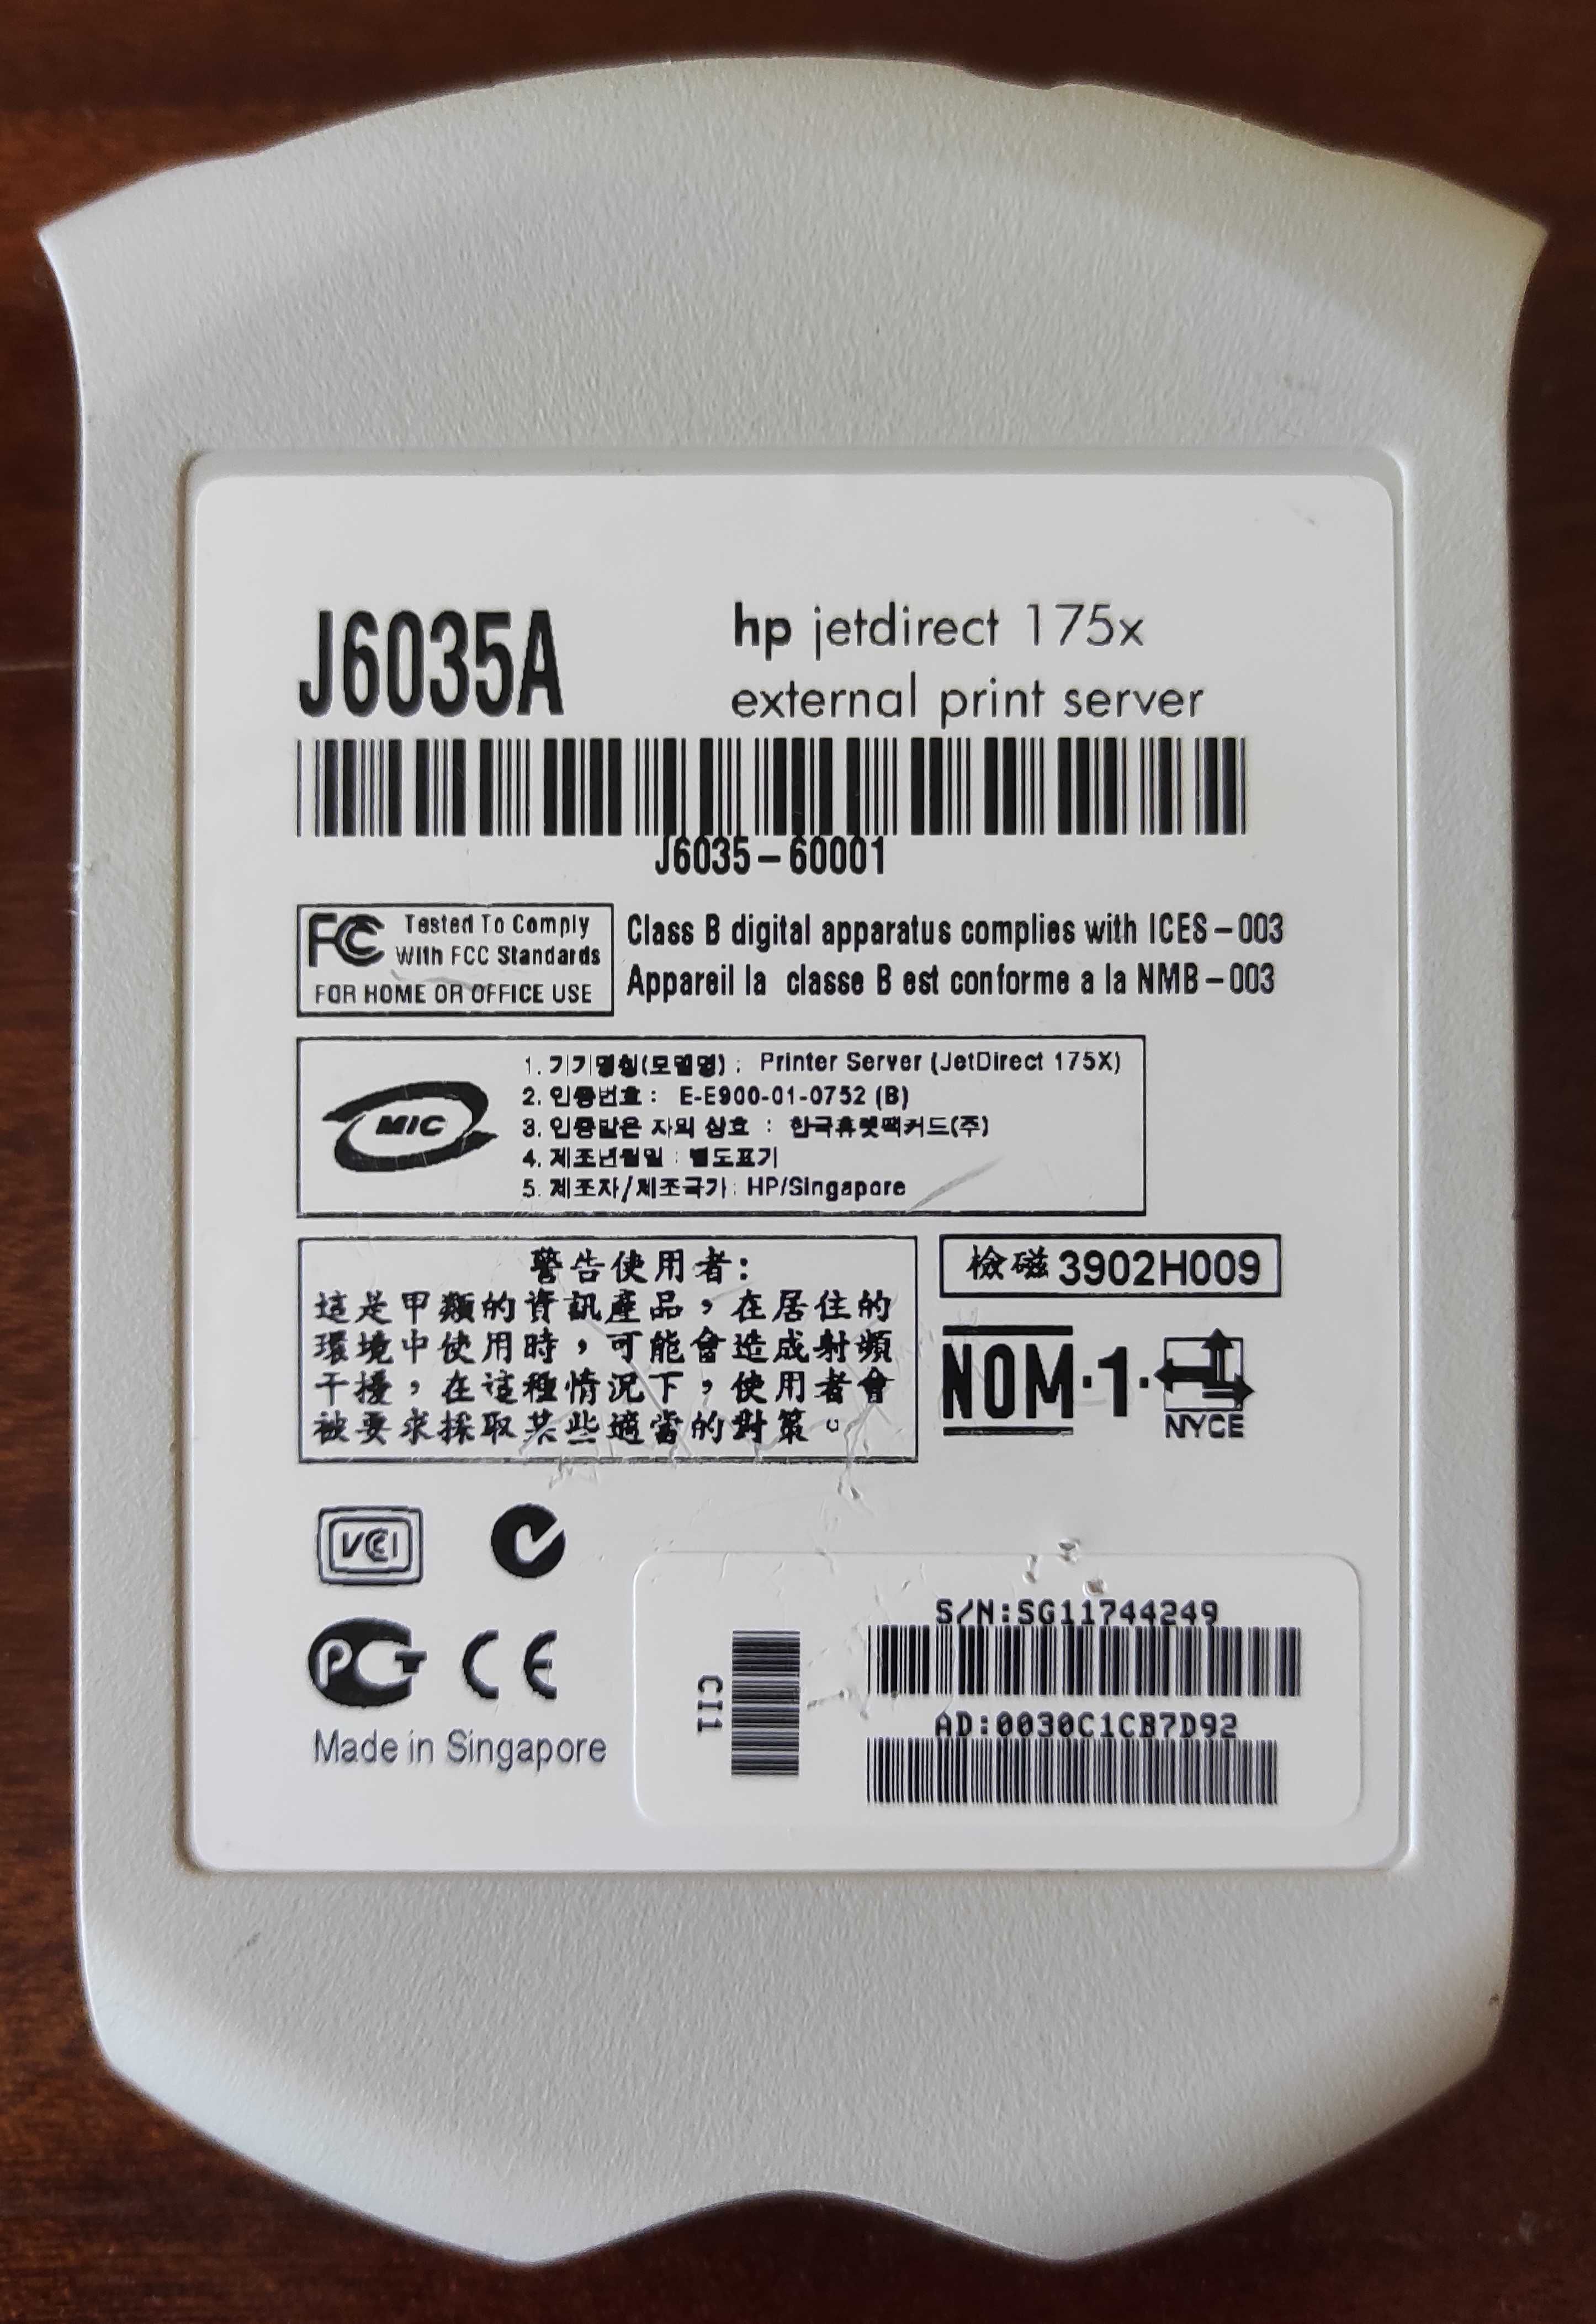 J6035A
hp jetdirect 175x
external print server
J6035-60001
FC Tested To Comply
With FCC Standards
FOR HOME OR OFFICE USE
Class B digital apparatus complies with ICES-003
Appareil la classe B est conforme a la NMB-003
MIC
1. 기기명칭(모델명) : Printer Server (JetDirect 175X)
2. 인증번호 : E-E900-01-0752 (B)
3. 인증받은 자의 상호 : 한국휴렛팩커드(주)
4. 제조년월일 : 별도표기
5. 제조자/제조국가 : HP/Singapore
警告使用者:
這是甲類的資訊產品，在居住的
環境中使用時，可能會造成射頻
干擾，在這種情況下，使用者會
被要求採取某些適當的對策。
檢磁 3902H009
NOM·1·
NYCE
VCI
PCT CE
Made in Singapore
CI1
S/N:SG11744249
AD:0030C1CB7D92